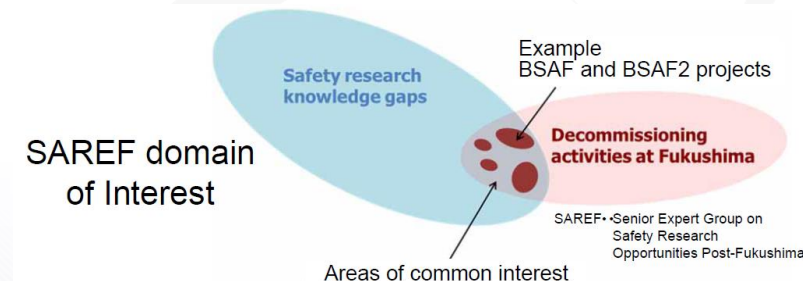 Example
BSAF and BSAF2 projects
Safety research
knowledge gaps
Decommissioning
activities at Fukushima
SAREF domain
of Interest
SAREF・・Senior Expert Group on
Safety Research
Opportunities Post-Fukushima
Areas of common interest